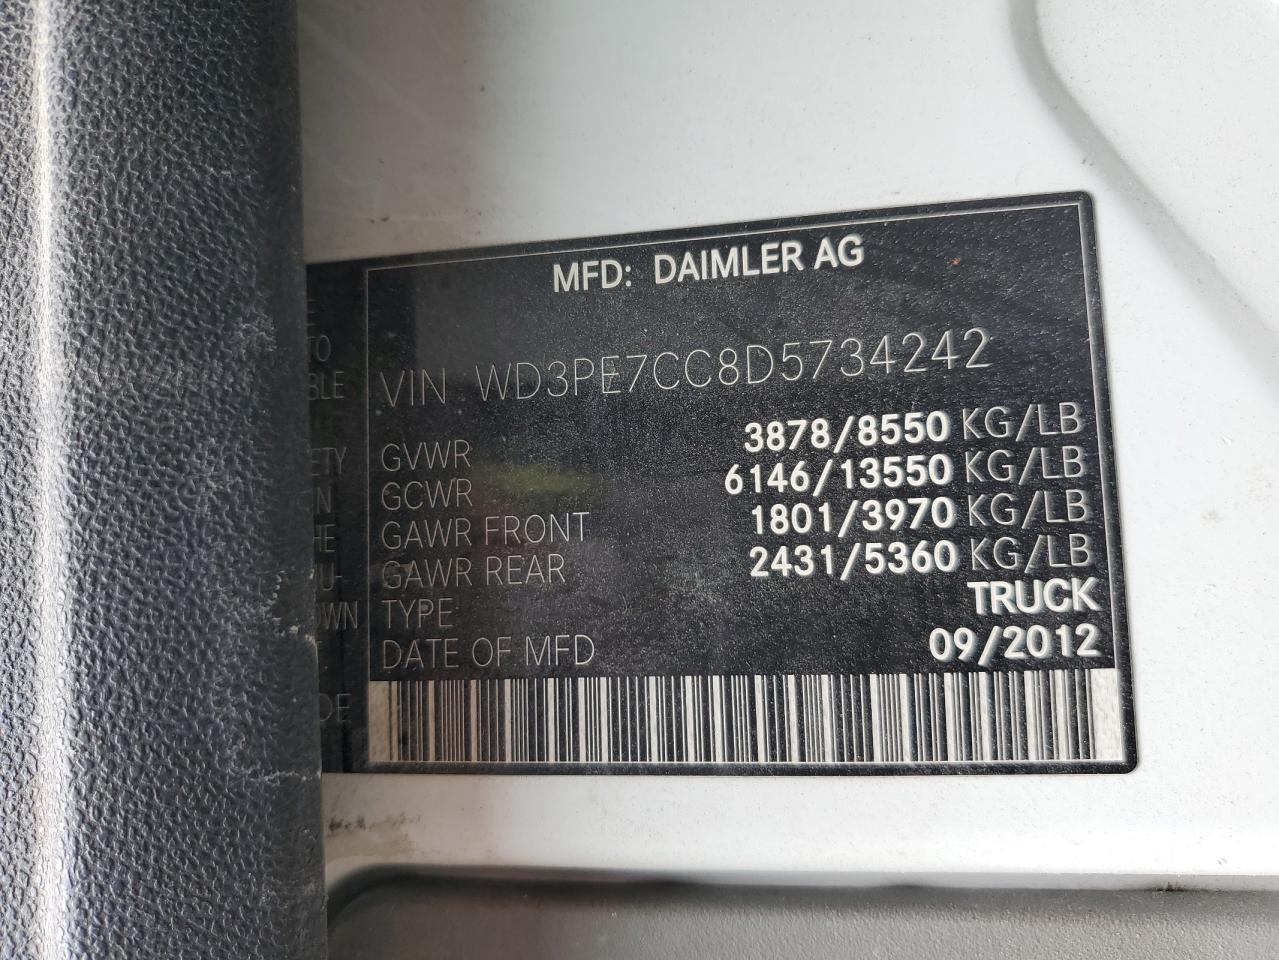 MFD: DAIMLER AG
VIN WD3PE7CC8D5734242
GVWR 3878/8550 KG/LB
GCWR 6146/13550 KG/LB
GAWR FRONT 1801/3970 KG/LB
GAWR REAR 2431/5360 KG/LB
TYPE TRUCK
DATE OF MFD 09/2012